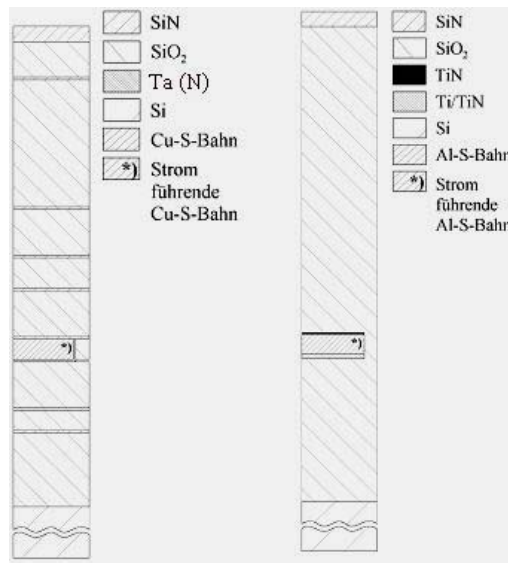 SiN
SiO₂
Ta (N)
Si
Cu-S-Bahn
*) Strom
führende
Cu-S-Bahn
*)
SiN
SiO₂
TiN
Ti/TiN
Si
Al-S-Bahn
*) Strom
führende
Al-S-Bahn
*)